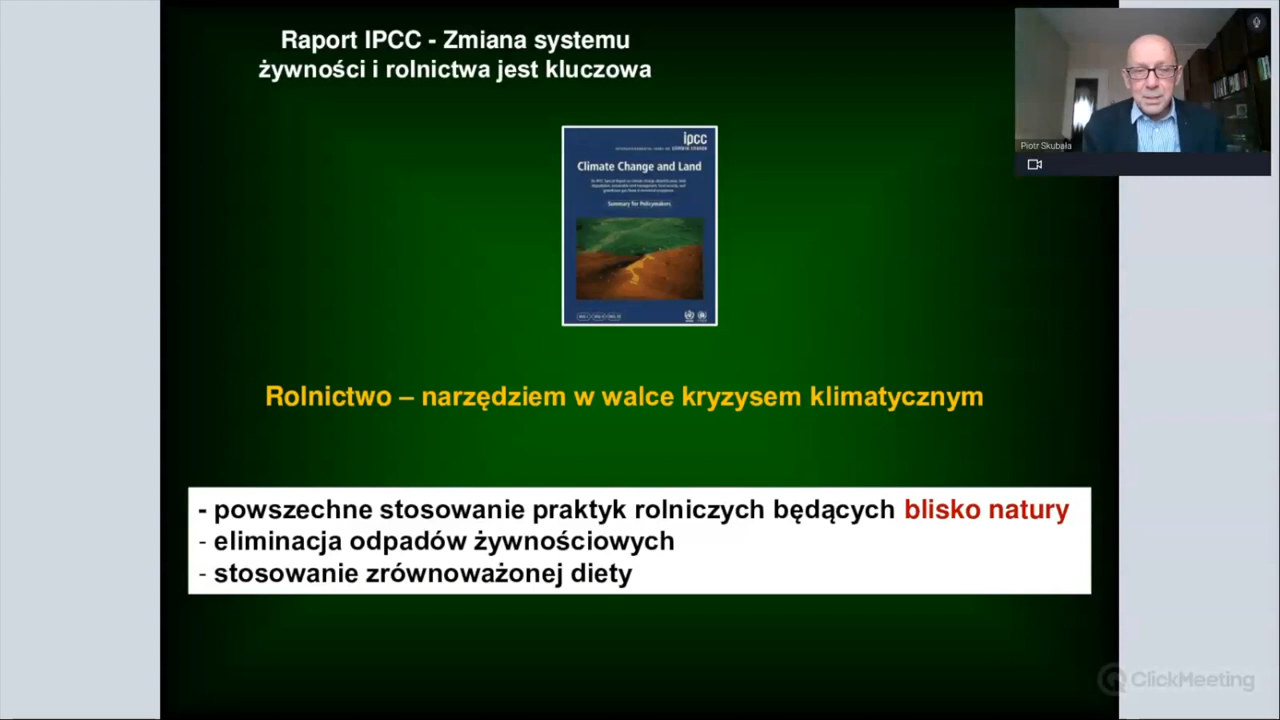 Raport IPCC - Zmiana systemu
żywności i rolnictwa jest kluczowa
Piotr Skubała
ipcc
Climate Change and Land
Summary for Policymakers
Rolnictwo – narzędziem w walce kryzysem klimatycznym
- powszechne stosowanie praktyk rolniczych będących blisko natury
- eliminacja odpadów żywnościowych
- stosowanie zrównoważonej diety
ClickMeeting